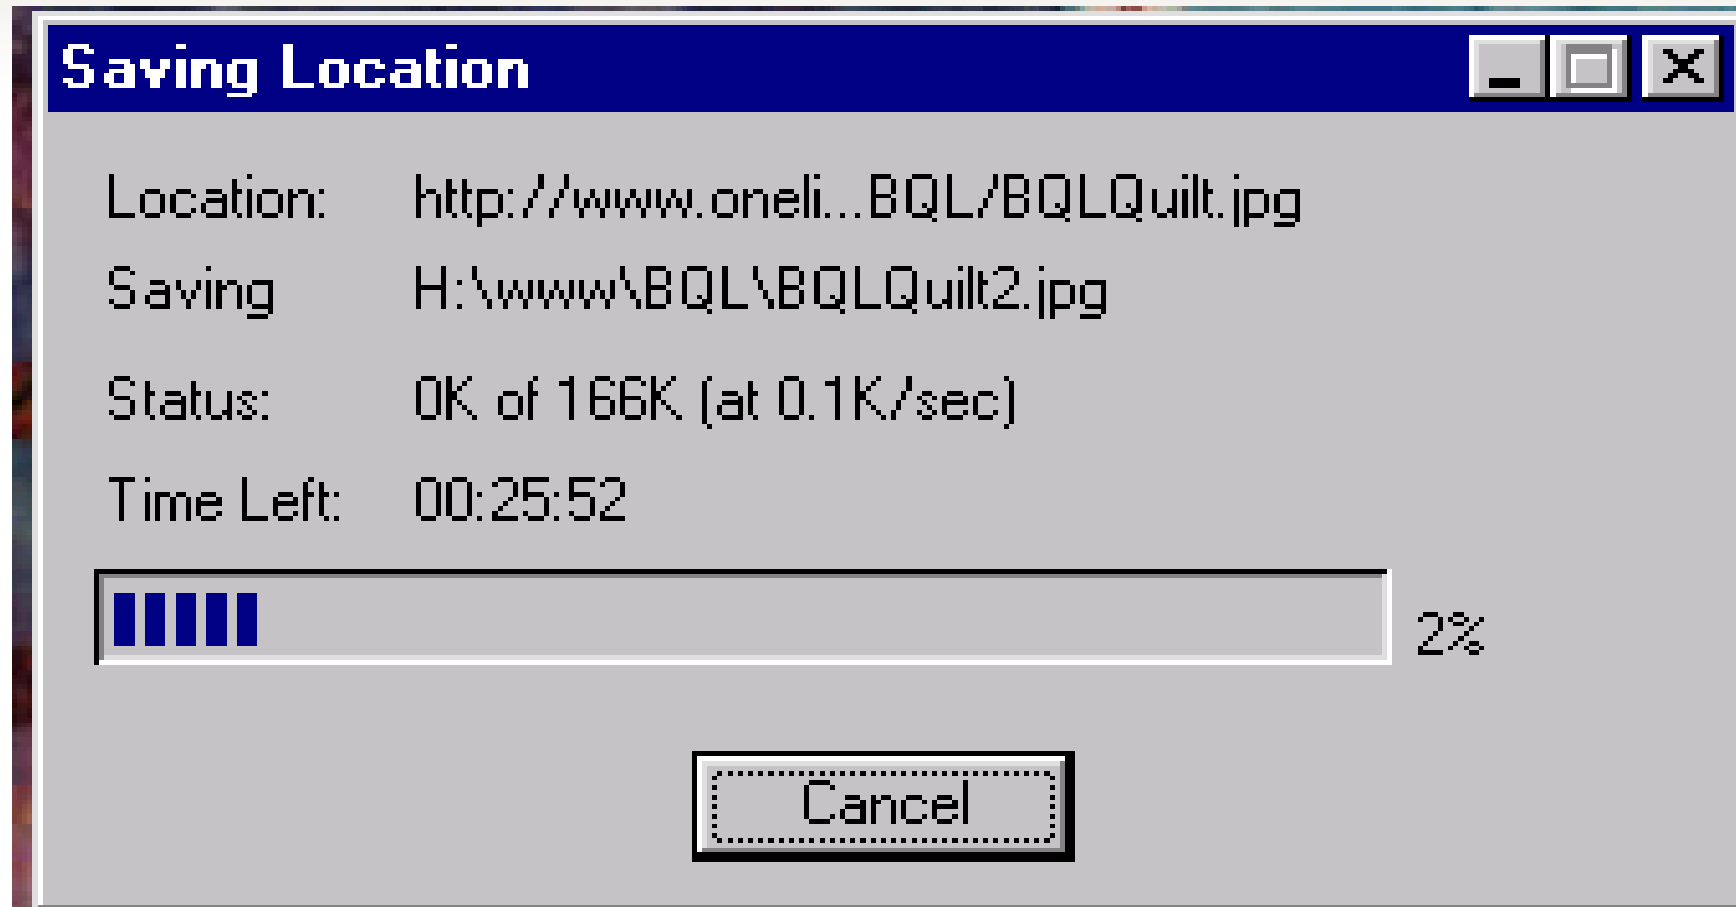 Saving Location
Location: http://www.oneli...BQL/BQLQuilt.jpg
Saving H:\www\BQL\BQLQuilt2.jpg
Status: 0K of 166K (at 0.1K/sec)
Time Left: 00:25:52
2%
Cancel